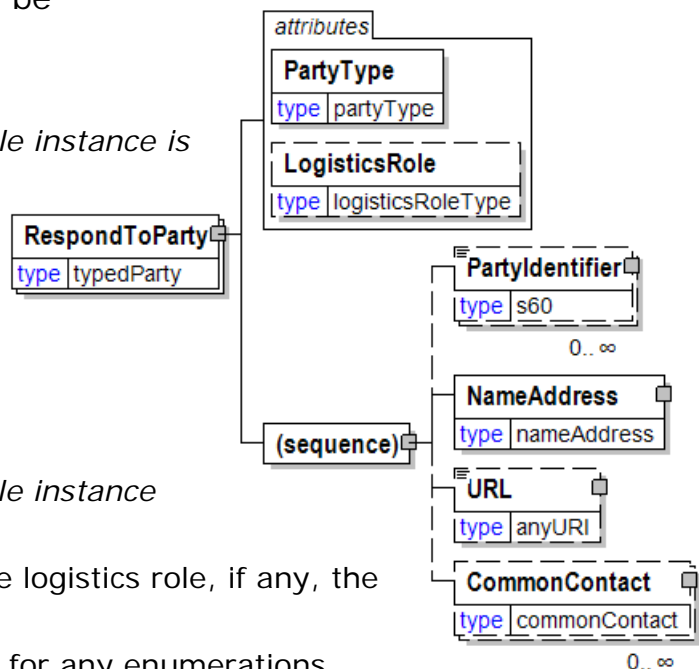 be
attributes
PartyType
type partyType
le instance is
LogisticsRole
type logisticsRoleType
RespondToParty
type typedParty
PartyIdentifier
type s60
0.. ∞
NameAddress
type nameAddress
(sequence)
le instance
URL
type anyURI
e logistics role, if any, the
CommonContact
type commonContact
for any enumerations
0.. ∞